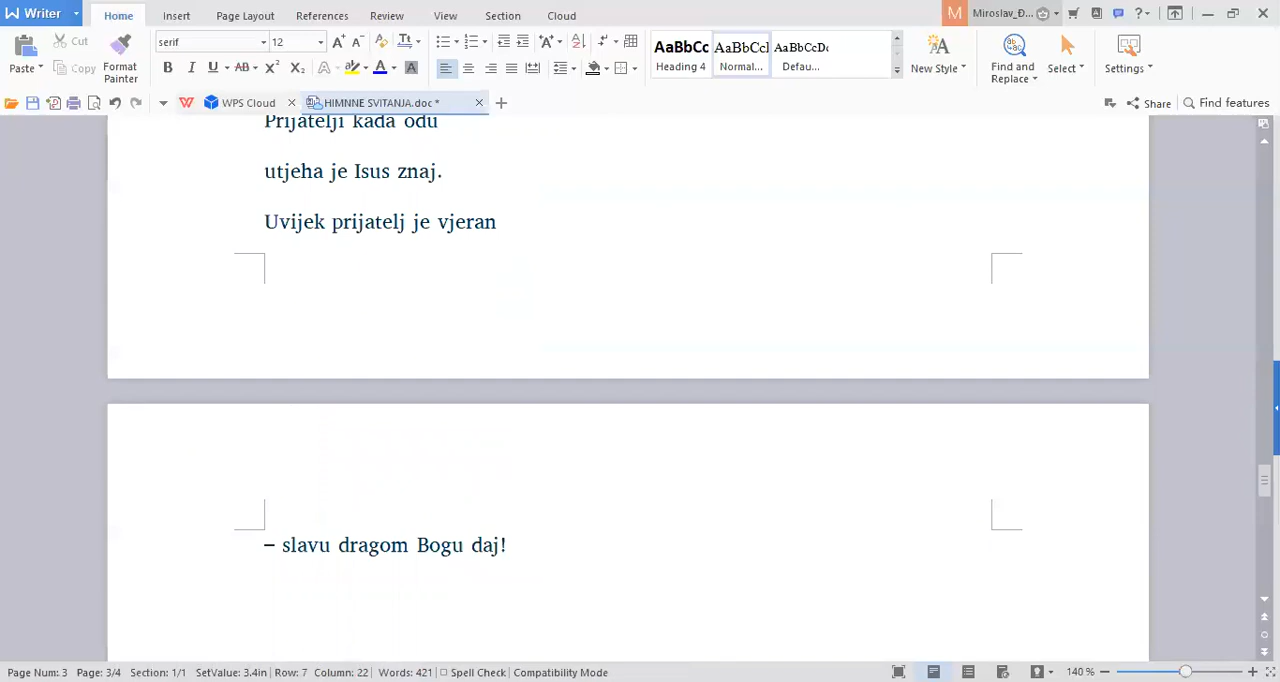 Writer Home Insert Page Layout References Review View Section Cloud M Miroslav_Đ...
Paste Cut Copy Format Painter serif 12 AaBbCc Heading 4 AaBbCcI Normal... AaBbCcDc Defau... New Style Find and Replace Select Settings
WPS Cloud HIMNNE SVITANJA.doc * Share Find features
Prijatelji kada odu
utjeha je Isus znaj.
Uvijek prijatelj je vjeran
– slavu dragom Bogu daj!
Page Num: 3 Page: 3/4 Section: 1/1 SetValue: 3.4in Row: 7 Column: 22 Words: 421 Spell Check Compatibility Mode 140 %